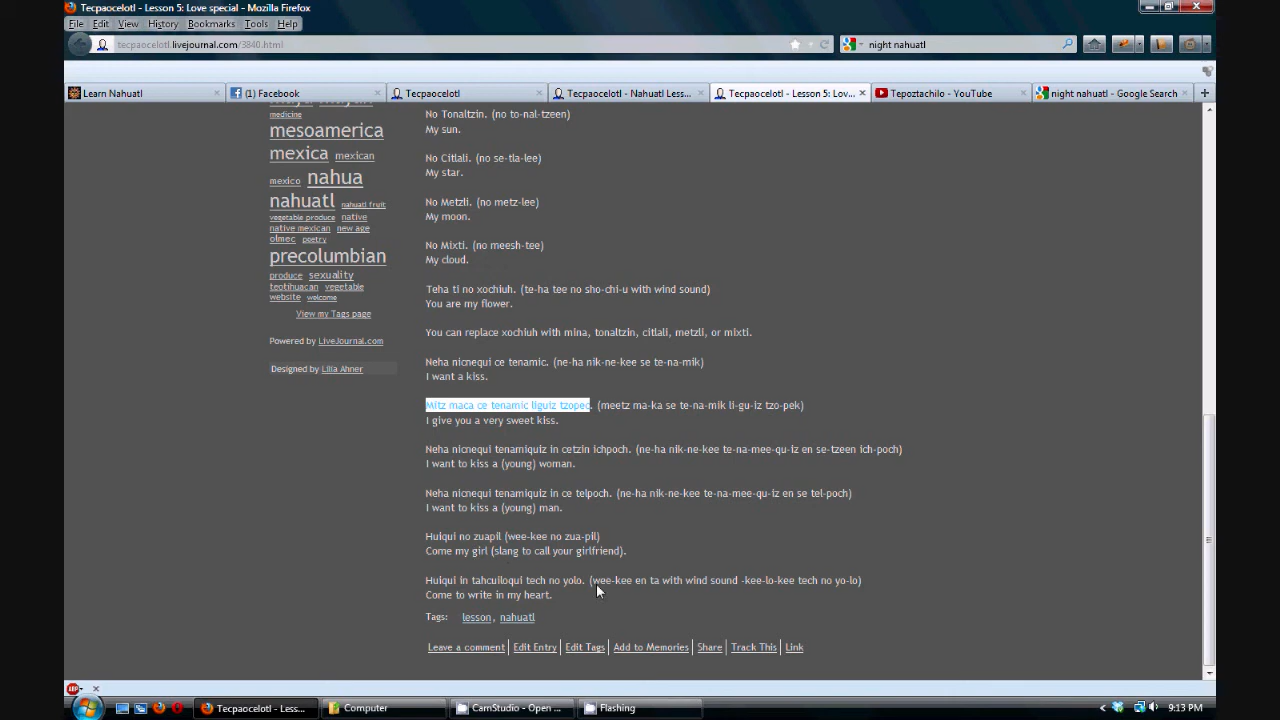 Tecpaocelotl - Lesson 5: Love special - Mozilla Firefox
File Edit View History Bookmarks Tools Help
tecpaocelotl.livejournal.com/3840.html
night nahuatl
Learn Nahuatl
(1) Facebook
Tecpaocelotl
Tecpaocelotl - Nahuatl Less...
Tecpaocelotl - Lesson 5: Lov...
Tepoztachilo - YouTube
night nahuatl - Google Search
medicine
mesoamerica
mexica mexican
mexico nahua
nahuatl nahuatl fruit
vegetable produce native
native mexican new age
olmec poetry
precolumbian
produce sexuality
teotihuacan vegetable
website welcome
View my Tags page
Powered by LiveJournal.com
Designed by Lilia Ahner
No Tonaltzin. (no to-nal-tzeen)
My sun.
No Citlali. (no se-tla-lee)
My star.
No Metzli. (no metz-lee)
My moon.
No Mixti. (no meesh-tee)
My cloud.
Teha ti no xochiuh. (te-ha tee no sho-chi-u with wind sound)
You are my flower.
You can replace xochiuh with mina, tonaltzin, citlali, metzli, or mixti.
Neha nicnequi ce tenamic. (ne-ha nik-ne-kee se te-na-mik)
I want a kiss.
Mitz maca ce tenamic liguiz tzopec. (meetz ma-ka se te-na-mik li-gu-iz tzo-pek)
I give you a very sweet kiss.
Neha nicnequi tenamiquiz in cetzin ichpoch. (ne-ha nik-ne-kee te-na-mee-qu-iz en se-tzeen ich-poch)
I want to kiss a (young) woman.
Neha nicnequi tenamiquiz in ce telpoch. (ne-ha nik-ne-kee te-na-mee-qu-iz en se tel-poch)
I want to kiss a (young) man.
Huiqui no zuapil (wee-kee no zua-pil)
Come my girl (slang to call your girlfriend).
Huiqui in tahcuiloqui tech no yolo. (wee-kee en ta with wind sound -kee-lo-kee tech no yo-lo)
Come to write in my heart.
Tags: lesson, nahuatl
Leave a comment Edit Entry Edit Tags Add to Memories Share Track This Link
Tecpaocelotl - Less...
Computer
CamStudio - Open ...
Flashing
9:13 PM